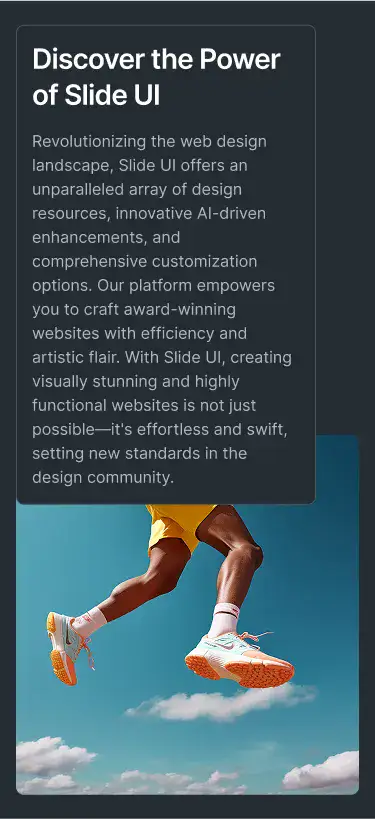 Discover the Power
of Slide UI
Revolutionizing the web design
landscape, Slide UI offers an
unparalleled array of design
resources, innovative AI-driven
enhancements, and
comprehensive customization
options. Our platform empowers
you to craft award-winning
websites with efficiency and
artistic flair. With Slide UI, creating
visually stunning and highly
functional websites is not just
possible—it's effortless and swift,
setting new standards in the
design community.